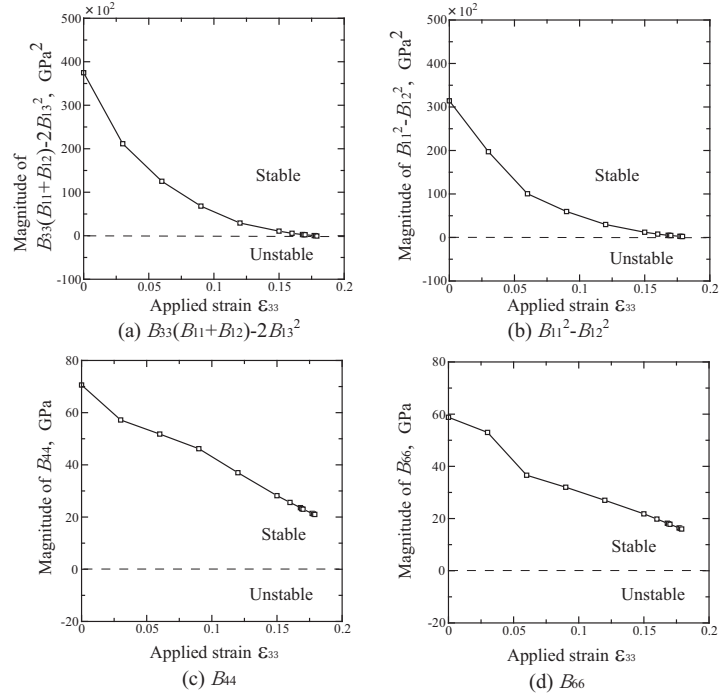 ×10²
500
400
300
200
100
0
-100
0
0.05
0.1
0.15
0.2
Magnitude of
B₃₃(B₁₁+B₁₂)-2B₁₃², GPa²
Stable
Unstable
Applied strain ε₃₃
(a) B₃₃(B₁₁+B₁₂)-2B₁₃²
×10²
500
400
300
200
100
0
-100
0
0.05
0.1
0.15
0.2
Magnitude of B₁₁²-B₁₂², GPa²
Stable
Unstable
Applied strain ε₃₃
(b) B₁₁²-B₁₂²
80
60
40
20
0
-20
0
0.05
0.1
0.15
0.2
Magnitude of B₄₄, GPa
Stable
Unstable
Applied strain ε₃₃
(c) B₄₄
80
60
40
20
0
-20
0
0.05
0.1
0.15
0.2
Magnitude of B₆₆, GPa
Stable
Unstable
Applied strain ε₃₃
(d) B₆₆